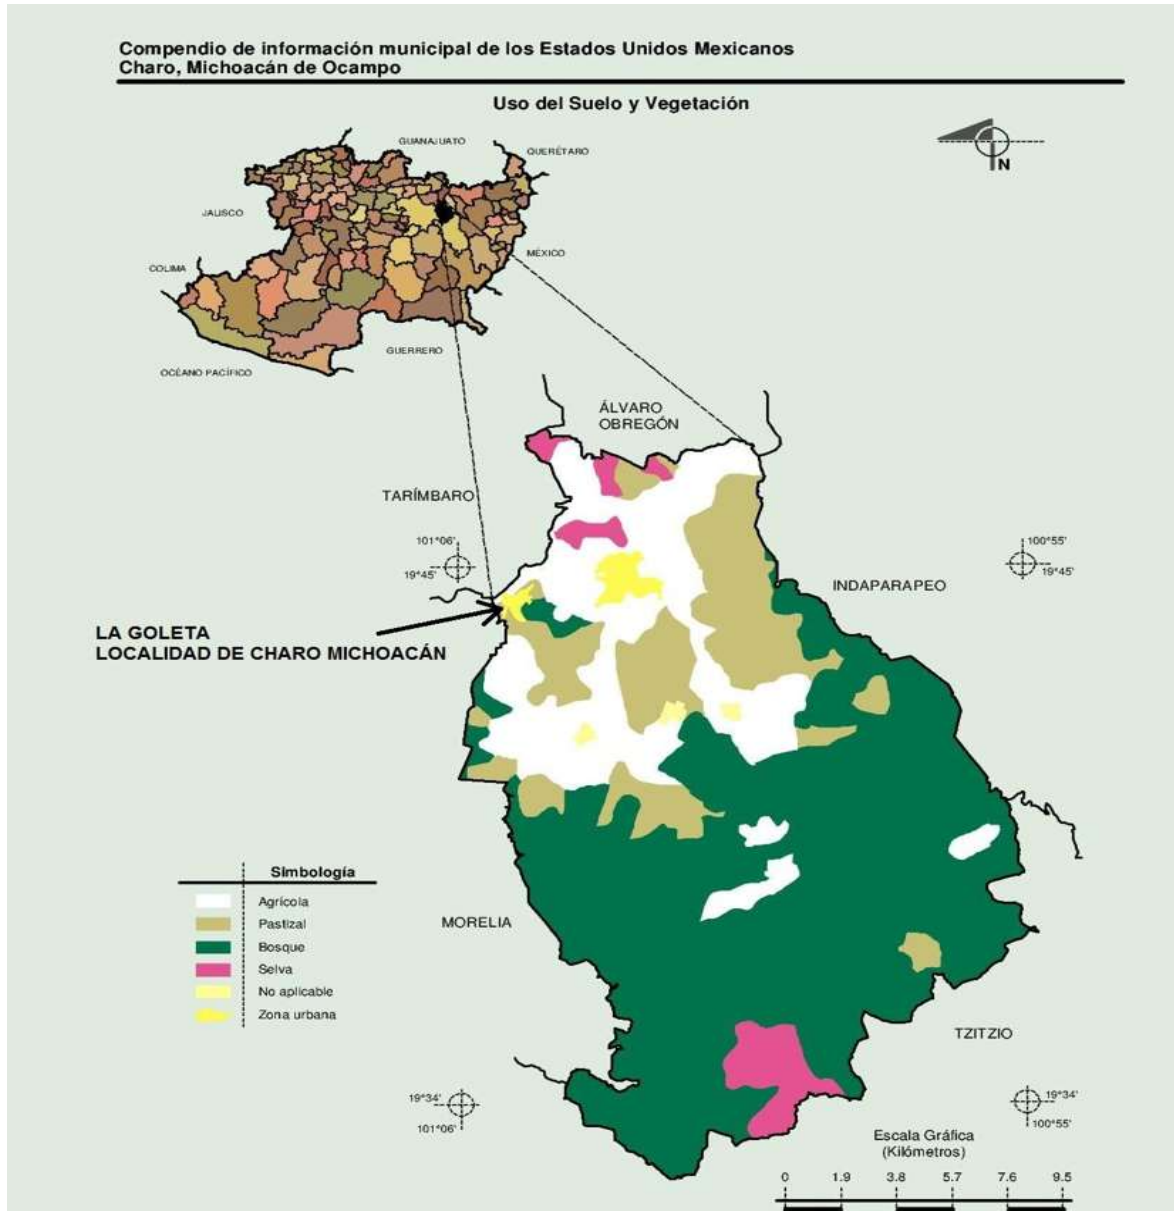 Compendio de información municipal de los Estados Unidos Mexicanos
Charo, Michoacán de Ocampo
Uso del Suelo y Vegetación
N
GUANAJUATO
QUERÉTARO
JALISCO
MÉXICO
COLIMA
GUERRERO
OCÉANO PACÍFICO
ÁLVARO
OBREGÓN
TARÍMBARO
101°06'
19°45'
100°55'
19°45'
INDAPARAPEO
LA GOLETA
LOCALIDAD DE CHARO MICHOACÁN
Simbología
Agrícola
Pastizal
Bosque
Selva
No aplicable
Zona urbana
MORELIA
TZITZIO
19°34'
101°06'
19°34'
100°55'
Escala Gráfica
(Kilómetros)
0 1.9 3.8 5.7 7.6 9.5